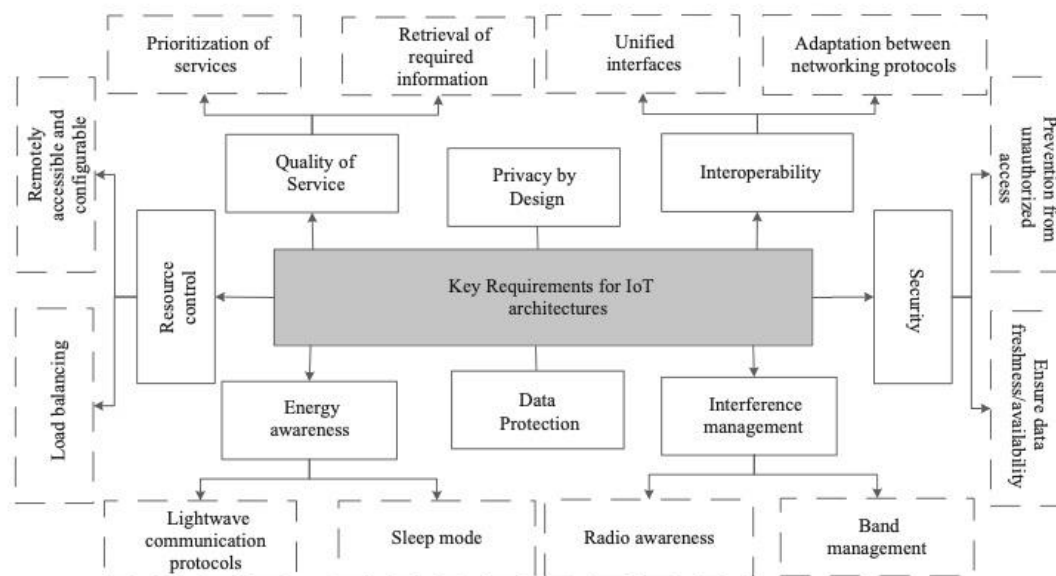 Prioritization of
services
Retrieval of
required
information
Unified
interfaces
Adaptation between
networking protocols
Remotely
accessible and
configurable
Quality of
Service
Privacy by
Design
Interoperability
Prevention from
unauthorized
access
Resource
control
Key Requirements for IoT
architectures
Security
Load balancing
Energy
awareness
Data
Protection
Interference
management
Ensure data
freshness/availability
Lightwave
communication
protocols
Sleep mode
Radio awareness
Band
management